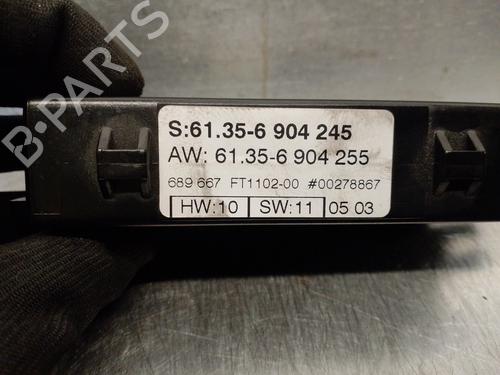 S:61.35-6 904 245
AW: 61.35-6 904 255
689 667 FT1102-00 #00278867
HW:10 SW:11 05 03
B-PARTS